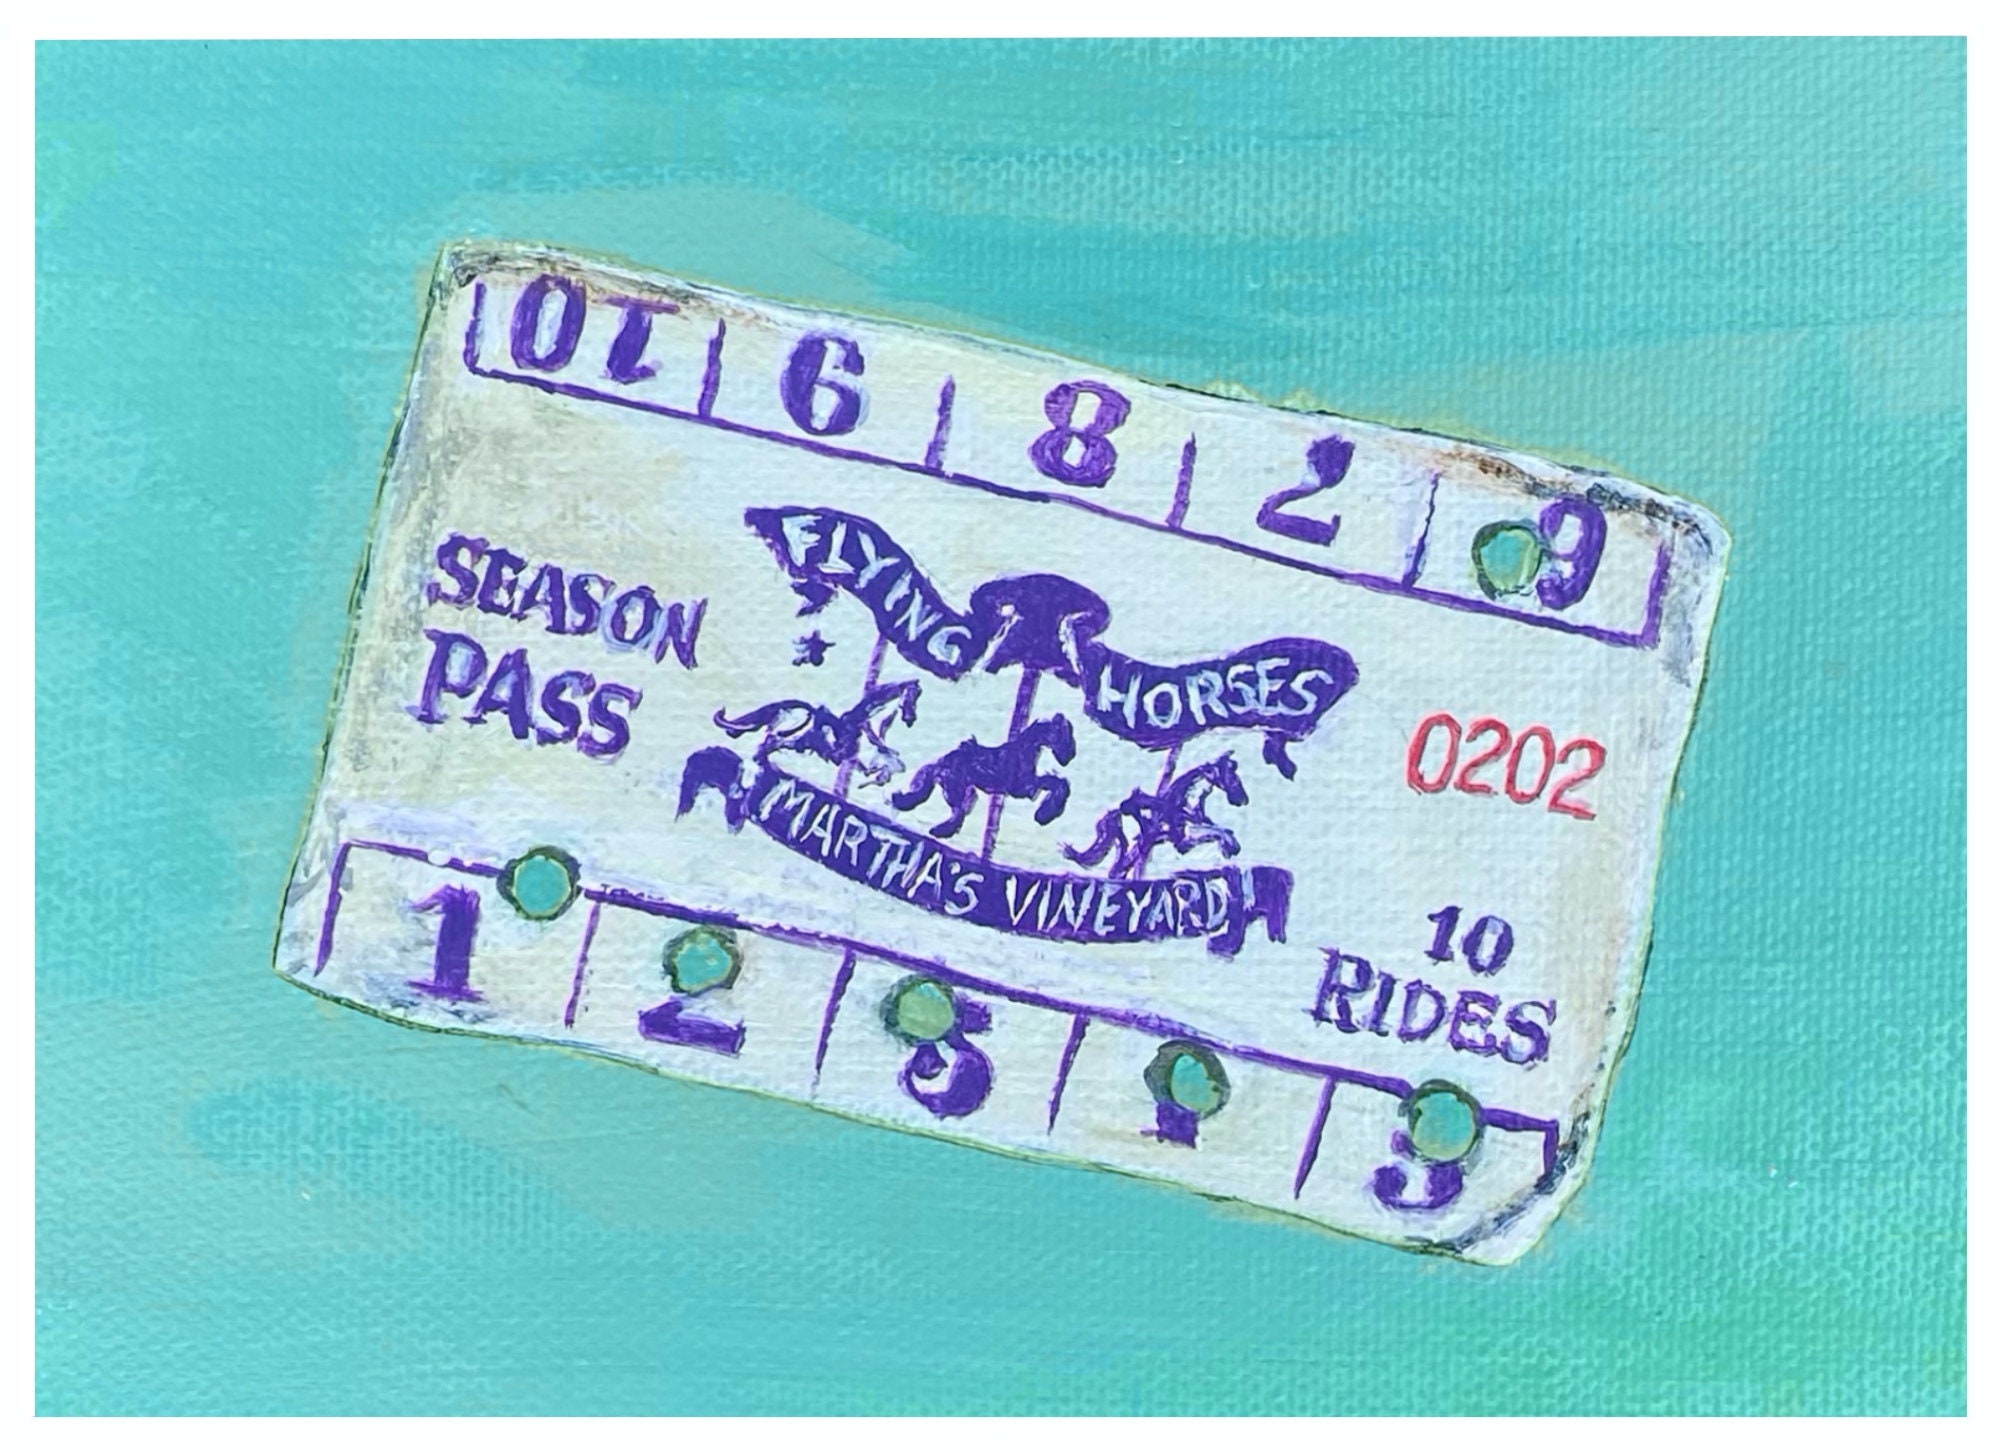 6 7 8 9 10
SEASON
PASS
FLYING HORSES
MARTHA'S VINEYARD
0202
10
RIDES
1 2 3 4 5